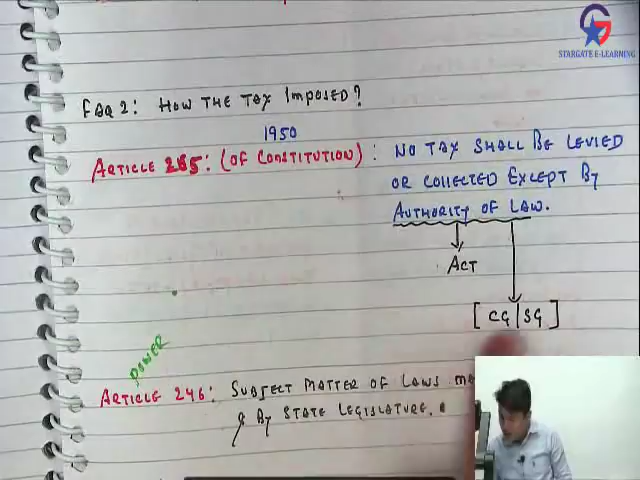 STARGATE E-LEARNING
FAQ 2: HOW THE TAX IMPOSED?
1950
ARTICLE 265: (OF CONSTITUTION): NO TAX SHALL BE LEVIED
OR COLLECTED EXCEPT BY
AUTHORITY OF LAW.
ACT
[CG|SG]
POWER
ARTICLE 246: SUBJECT MATTER OF LAWS
& BY STATE LEGISLATURE.